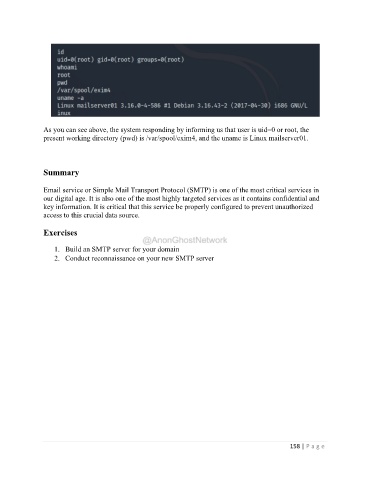 id
uid=0(root) gid=0(root) groups=0(root)
whoami
root
pwd
/var/spool/exim4
uname -a
Linux mailserver01 3.16.0-4-586 #1 Debian 3.16.43-2 (2017-04-30) i686 GNU/L
inux
As you can see above, the system responding by informing us that user is uid=0 or root, the
present working directory (pwd) is /var/spool/exim4, and the uname is Linux mailserver01.
Summary
Email service or Simple Mail Transport Protocol (SMTP) is one of the most critical services in
our digital age. It is also one of the most highly targeted services as it contains confidential and
key information. It is critical that this service be properly configured to prevent unauthorized
access to this crucial data source.
Exercises
@AnonGhostNetwork
1. Build an SMTP server for your domain
2. Conduct reconnaissance on your new SMTP server
158 | P a g e